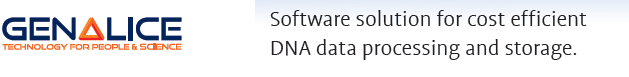 GENALICE
TECHNOLOGY FOR PEOPLE & SCIENCE
Software solution for cost efficient
DNA data processing and storage.